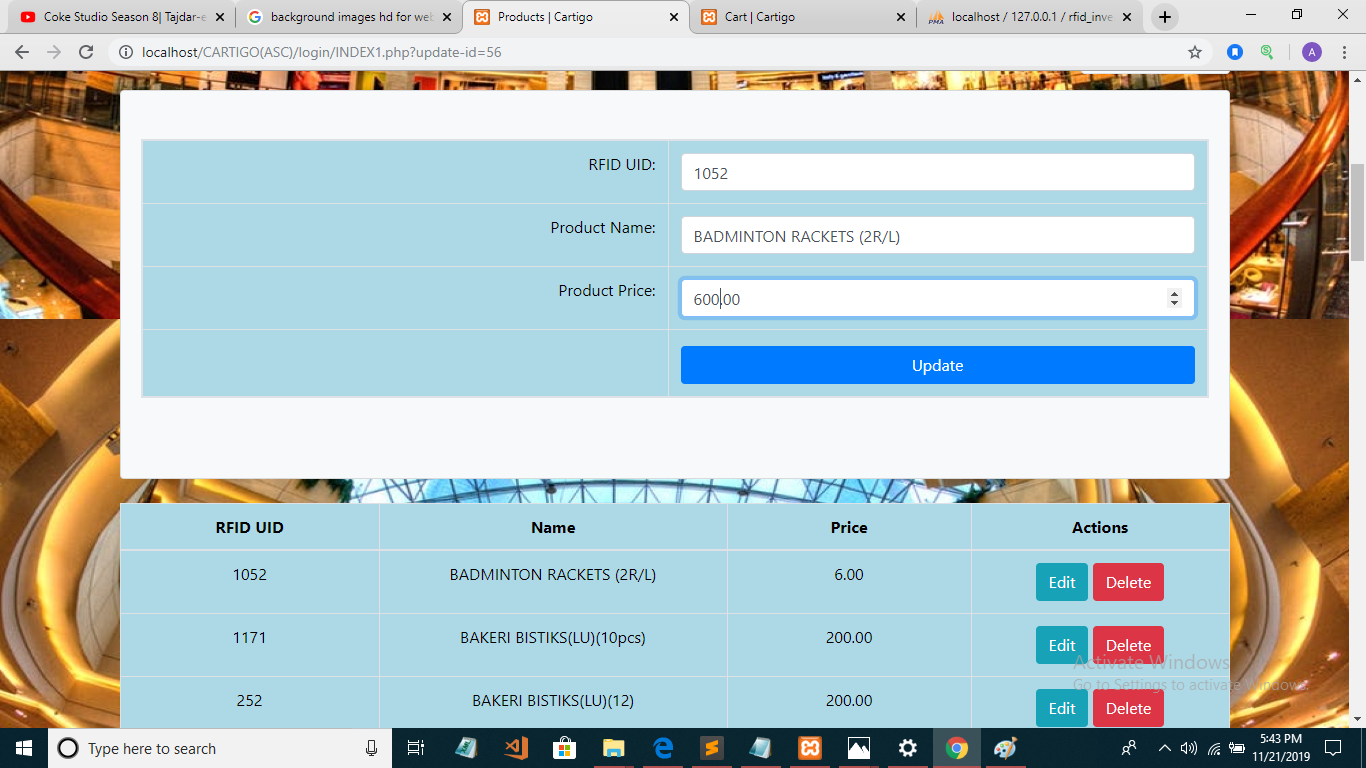 Coke Studio Season 8| Tajdar-e
background images hd for web
Products | Cartigo
Cart | Cartigo
localhost / 127.0.0.1 / rfid_inve
localhost/CARTIGO(ASC)/login/INDEX1.php?update-id=56
A
RFID UID:
1052
Product Name:
BADMINTON RACKETS (2R/L)
Product Price:
600.00
Update
RFID UID Name Price Actions
1052 BADMINTON RACKETS (2R/L) 6.00 Edit Delete
1171 BAKERI BISTIKS(LU)(10pcs) 200.00 Edit Delete
Activate Windows
Go to Settings to activate Windows.
252 BAKERI BISTIKS(LU)(12) 200.00 Edit Delete
Type here to search
5:43 PM
11/21/2019